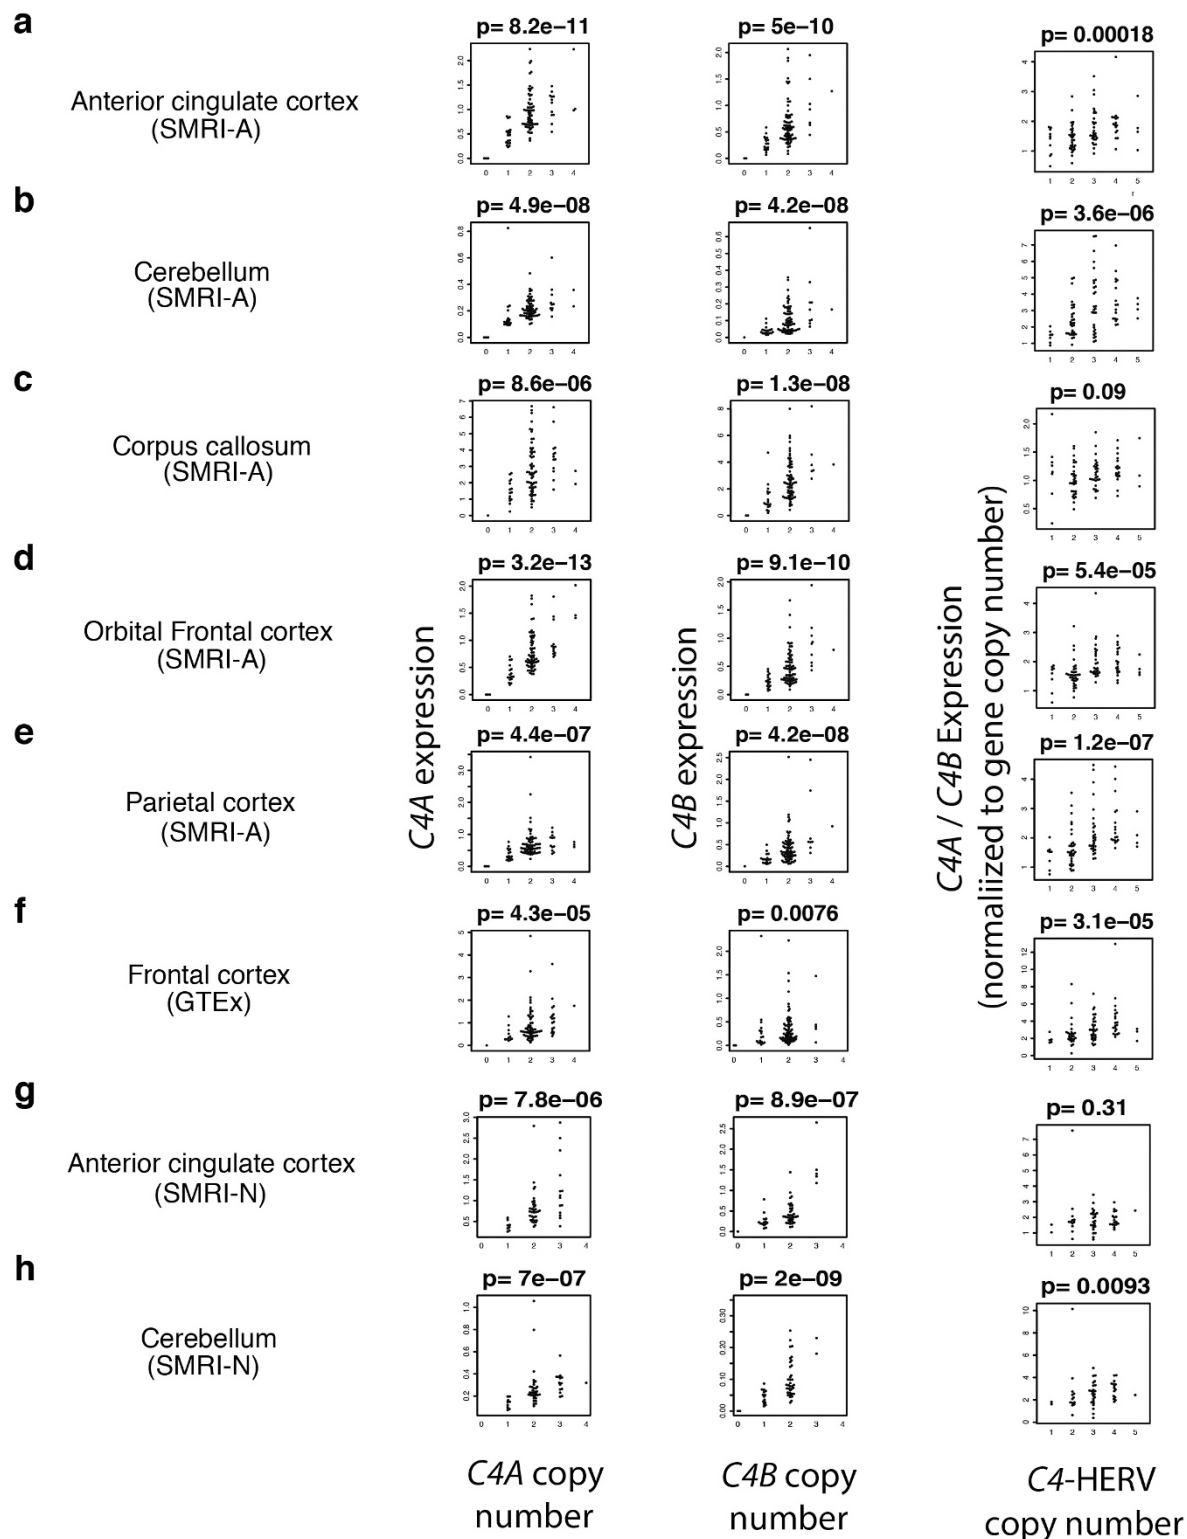 a
p= 8.2e−11
p= 5e−10
p= 0.00018
Anterior cingulate cortex
(SMRI-A)
b
p= 4.9e−08
p= 4.2e−08
p= 3.6e−06
Cerebellum
(SMRI-A)
c
p= 8.6e−06
p= 1.3e−08
p= 0.09
Corpus callosum
(SMRI-A)
d
p= 3.2e−13
p= 9.1e−10
p= 5.4e−05
Orbital Frontal cortex
(SMRI-A)
e
p= 4.4e−07
p= 4.2e−08
p= 1.2e−07
Parietal cortex
(SMRI-A)
f
p= 4.3e−05
p= 0.0076
p= 3.1e−05
Frontal cortex
(GTEx)
g
p= 7.8e−06
p= 8.9e−07
p= 0.31
Anterior cingulate cortex
(SMRI-N)
h
p= 7e−07
p= 2e−09
p= 0.0093
Cerebellum
(SMRI-N)
C4A expression
C4B expression
C4A / C4B Expression
(normaliized to gene copy number)
C4A copy
number
C4B copy
number
C4-HERV
copy number